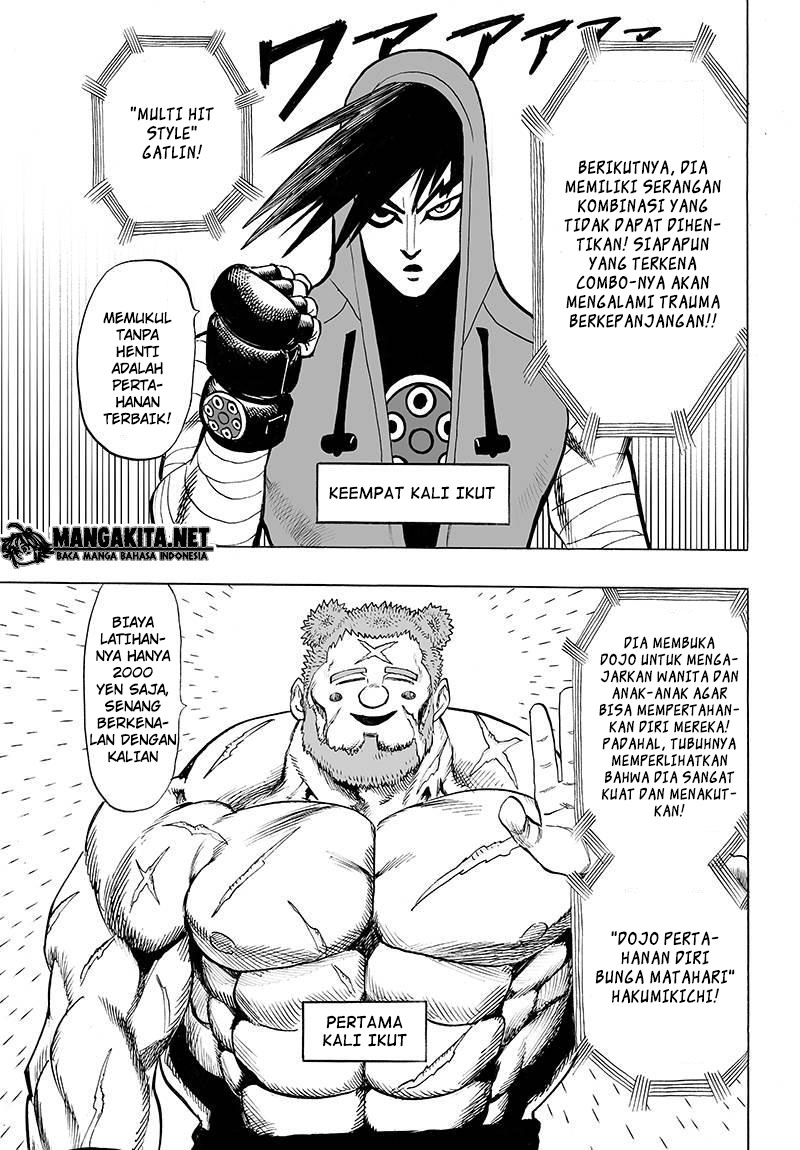 ワァァァァァ
BERIKUTNYA, DIA
MEMILIKI SERANGAN
KOMBINASI YANG
TIDAK DAPAT DIHEN-
TIKAN! SIAPAPUN
YANG TERKENA
COMBO-NYA AKAN
MENGALAMI TRAUMA
BERKEPANJANGAN!!
"MULTI HIT
STYLE"
GATLIN!
MEMUKUL
TANPA
HENTI
ADALAH
PERTA-
HANAN
TERBAIK!
KEEMPAT KALI IKUT
MANGAKITA.NET
BACA MANGA BAHASA INDONESIA
DIA MEMBUKA
DOJO UNTUK MENGA-
JARKAN WANITA DAN
ANAK-ANAK AGAR
BISA MEMPERTAHAN-
KAN DIRI MEREKA!
PADAHAL, TUBUHNYA
MEMPERLIHATKAN
BAHWA DIA SANGAT
KUAT DAN MENAKUT-
KAN!
BIAYA
LATIHAN-
NYA HANYA
2000
YEN SAJA,
SENANG
BERKENA-
LAN DENGAN
KALIAN
"DOJO PERTA-
HANAN DIRI
BUNGA MATAHARI"
HAKUMIKICHI!
PERTAMA
KALI IKUT